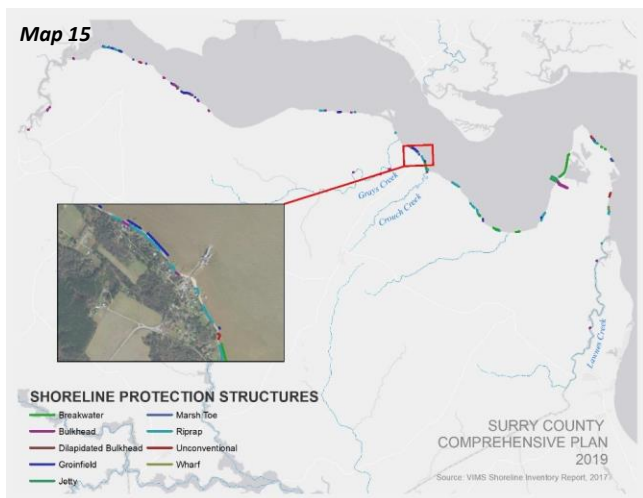 Map 15
Grays Creek
Crouch Creek
Lawnes Creek
SHORELINE PROTECTION STRUCTURES
Breakwater
Bulkhead
Dilapidated Bulkhead
Groinfield
Jetty
Marsh Toe
Riprap
Unconventional
Wharf
SURRY COUNTY
COMPREHENSIVE PLAN
2019
Source: VIMS Shoreline Inventory Report, 2017